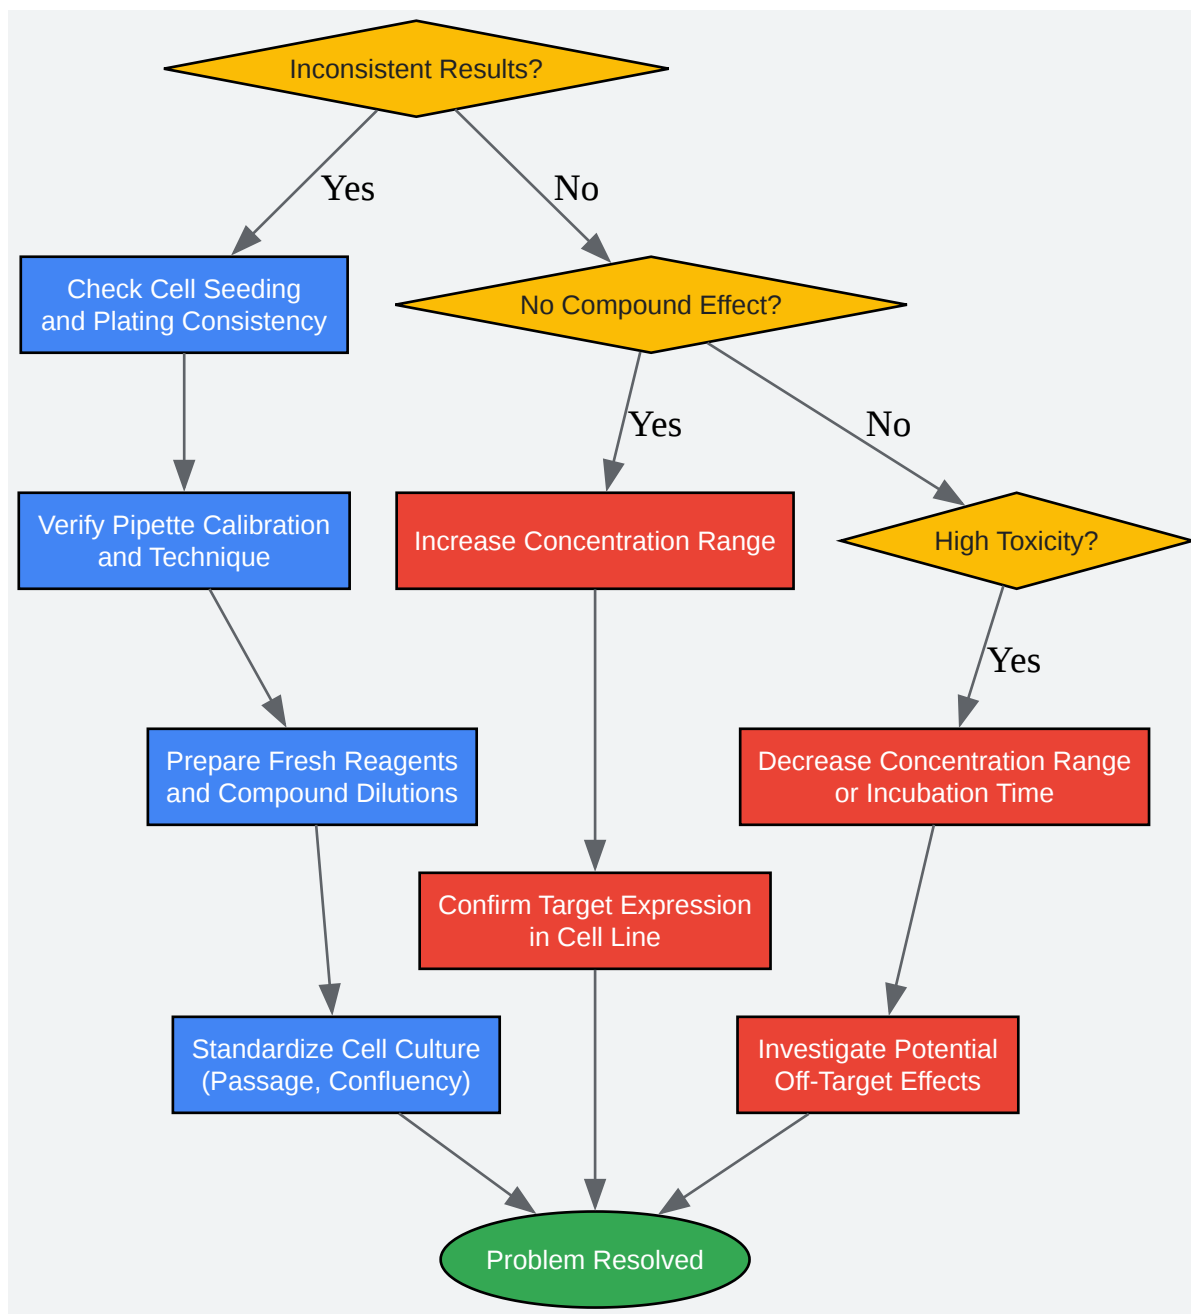 Inconsistent Results?
Yes
No
Check Cell Seeding
and Plating Consistency
No Compound Effect?
Yes
No
Verify Pipette Calibration
and Technique
Increase Concentration Range
High Toxicity?
Yes
Prepare Fresh Reagents
and Compound Dilutions
Decrease Concentration Range
or Incubation Time
Confirm Target Expression
in Cell Line
Standardize Cell Culture
(Passage, Confluency)
Investigate Potential
Off-Target Effects
Problem Resolved